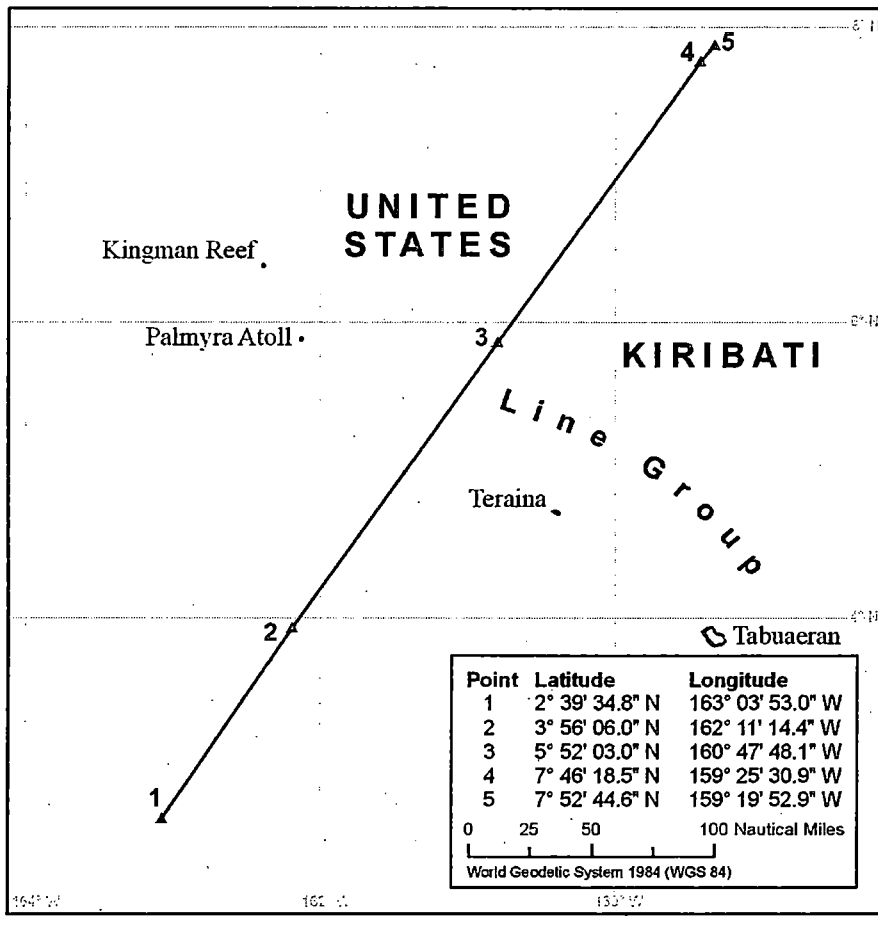 5
4
UNITED
STATES
Kingman Reef
Palmyra Atoll
3
KIRIBATI
Line Group
Teraina
2
4° N
Tabuaeran
Point Latitude Longitude
1 2° 39' 34.8" N 163° 03' 53.0" W
2 3° 56' 06.0" N 162° 11' 14.4" W
3 5° 52' 03.0" N 160° 47' 48.1" W
4 7° 46' 18.5" N 159° 25' 30.9" W
5 7° 52' 44.6" N 159° 19' 52.9" W
0 25 50 100 Nautical Miles
World Geodetic System 1984 (WGS 84)
1
164° W